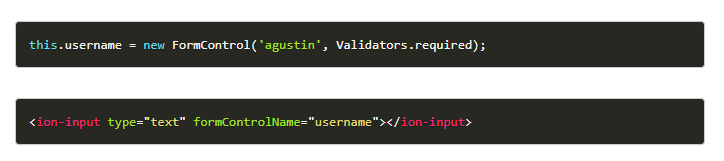 this.username = new FormControl('agustin', Validators.required);
<ion-input type="text" formControlName="username"></ion-input>